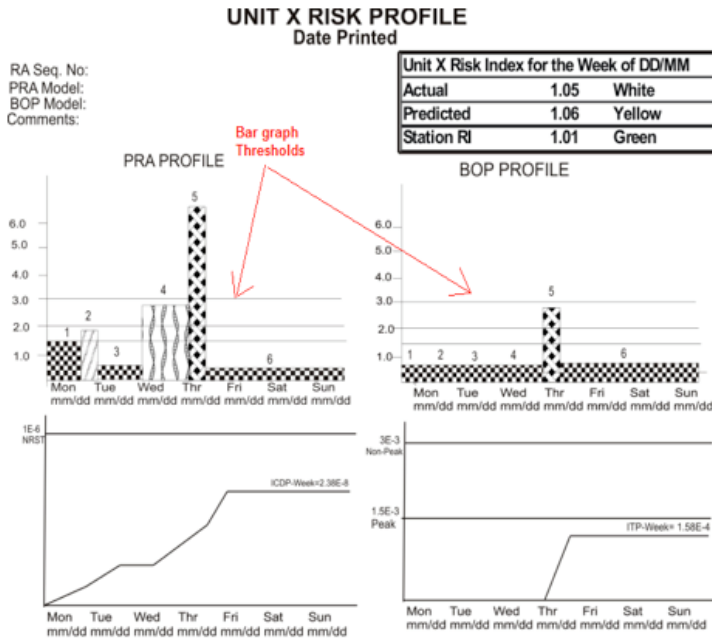 UNIT X RISK PROFILE
Date Printed
RA Seq. No:
PRA Model:
BOP Model:
Comments:
Unit X Risk Index for the Week of DD/MM
Actual 1.05 White
Predicted 1.06 Yellow
Station RI 1.01 Green
Bar graph
Thresholds
PRA PROFILE
6.0
5.0
4.0
3.0
2.0
1.0
1
2
3
4
5
6
Mon Tue Wed Thr Fri Sat Sun
mm/dd mm/dd mm/dd mm/dd mm/dd mm/dd mm/dd
BOP PROFILE
6.0
5.0
4.0
3.0
2.0
1.0
1
2
3
4
5
6
Mon Tue Wed Thr Fri Sat Sun
mm/dd mm/dd mm/dd mm/dd mm/dd mm/dd mm/dd
1E-6
NRST
ICDP-Week=2.38E-8
Mon Tue Wed Thr Fri Sat Sun
mm/dd mm/dd mm/dd mm/dd mm/dd mm/dd mm/dd
3E-3
Non-Peak
1.5E-3
Peak
ITP-Week= 1.58E-4
Mon Tue Wed Thr Fri Sat Sun
mm/dd mm/dd mm/dd mm/dd mm/dd mm/dd mm/dd